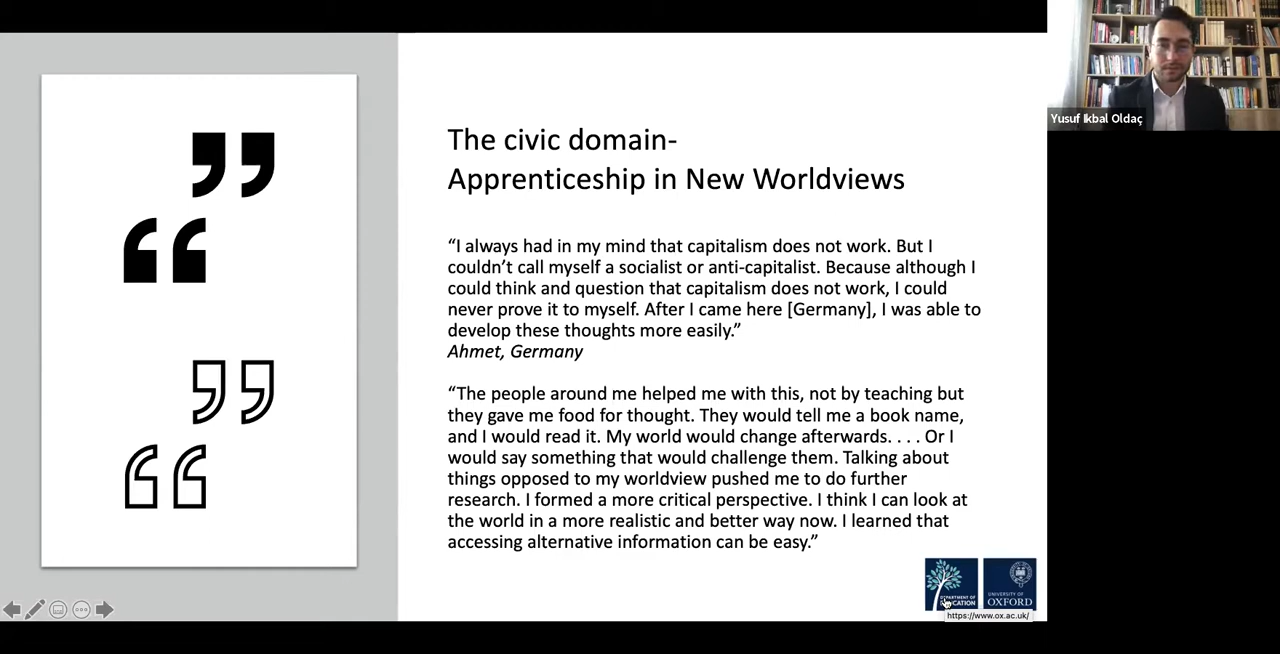 Yusuf Ikbal Oldaç
The civic domain-
Apprenticeship in New Worldviews
“I always had in my mind that capitalism does not work. But I
couldn’t call myself a socialist or anti-capitalist. Because although I
could think and question that capitalism does not work, I could
never prove it to myself. After I came here [Germany], I was able to
develop these thoughts more easily.”
Ahmet, Germany
“The people around me helped me with this, not by teaching but
they gave me food for thought. They would tell me a book name,
and I would read it. My world would change afterwards. . . . Or I
would say something that would challenge them. Talking about
things opposed to my worldview pushed me to do further
research. I formed a more critical perspective. I think I can look at
the world in a more realistic and better way now. I learned that
accessing alternative information can be easy.”
UNIVERSITY OF
OXFORD
https://www.ox.ac.uk/